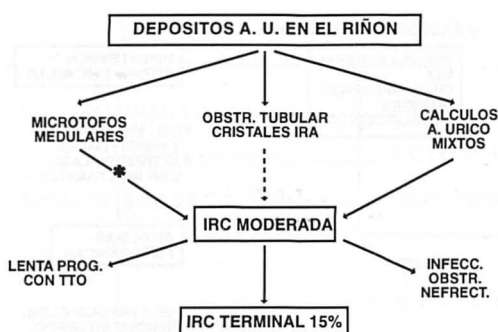 DEPOSITOS A. U. EN EL RIÑON
MICROTOFOS
MEDULARES
OBSTR. TUBULAR
CRISTALES IRA
CALCULOS
A. URICO
MIXTOS
*
IRC MODERADA
LENTA PROG.
CON TTO
INFECC.
OBSTR.
NEFRECT.
IRC TERMINAL 15%